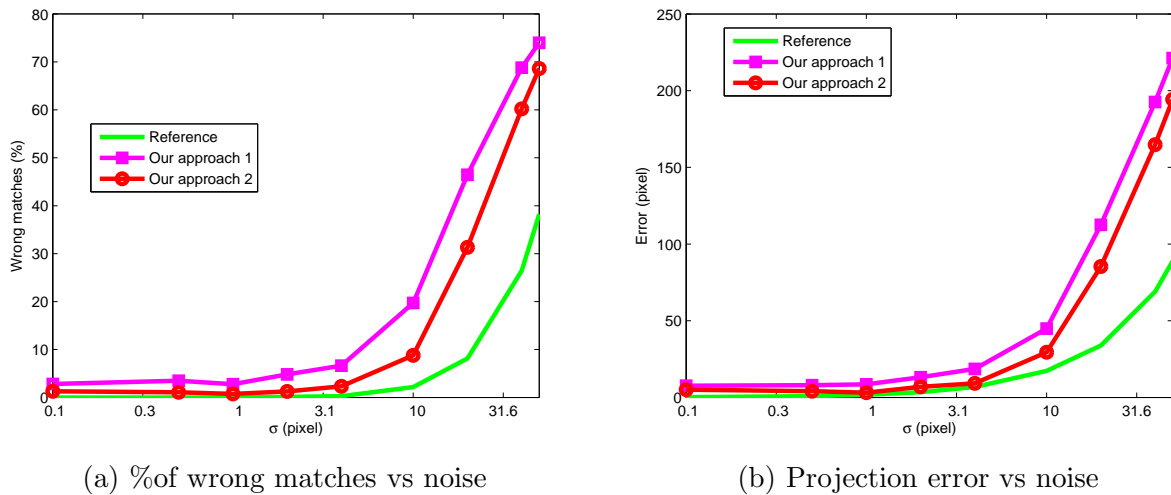 80
70
60
50
40
30
20
10
0
Wrong matches (%)
Reference
Our approach 1
Our approach 2
0.1 0.3 1 3.1 10 31.6
σ (pixel)
(a) %of wrong matches vs noise
250
200
150
100
50
0
Error (pixel)
Reference
Our approach 1
Our approach 2
0.1 0.3 1 3.1 10 31.6
σ (pixel)
(b) Projection error vs noise